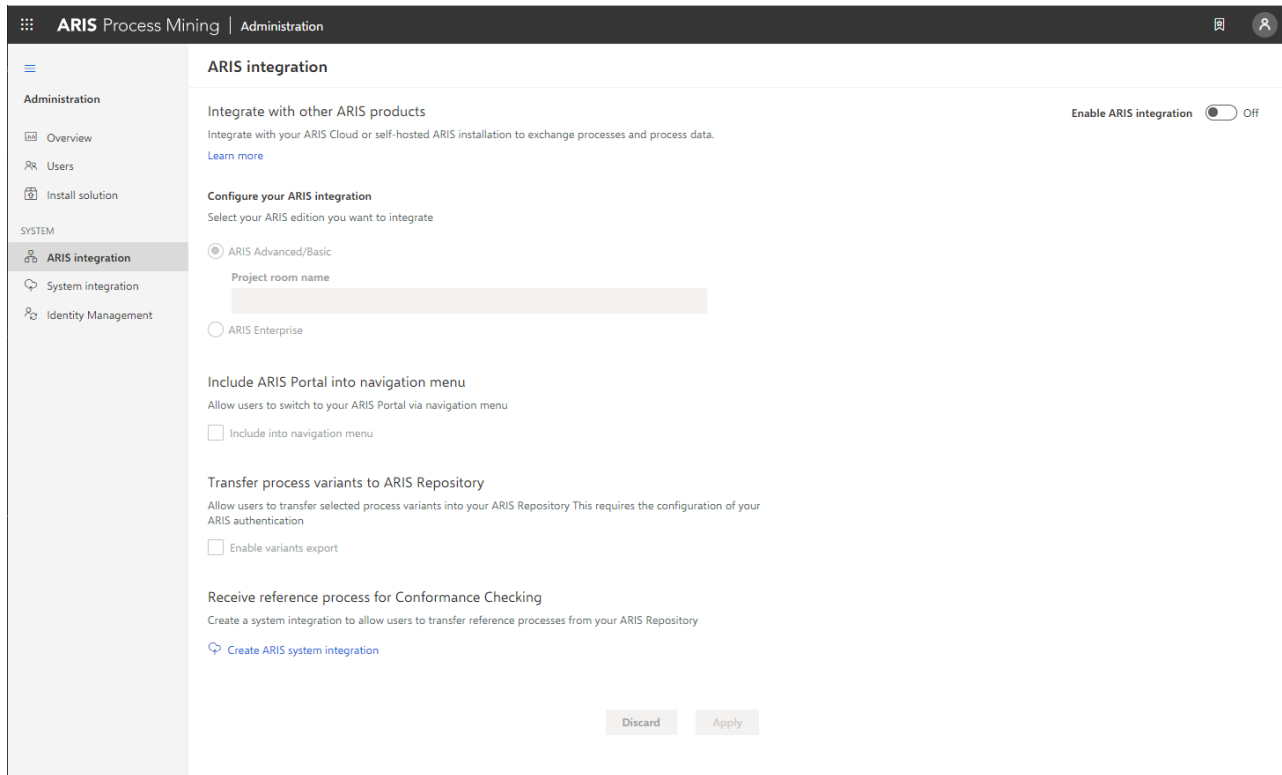 ARIS Process Mining | Administration
ARIS integration
Administration
Overview
Users
Install solution
SYSTEM
ARIS integration
System integration
Identity Management
Integrate with other ARIS products
Enable ARIS integration Off
Integrate with your ARIS Cloud or self-hosted ARIS installation to exchange processes and process data.
Learn more
Configure your ARIS integration
Select your ARIS edition you want to integrate
ARIS Advanced/Basic
Project room name
ARIS Enterprise
Include ARIS Portal into navigation menu
Allow users to switch to your ARIS Portal via navigation menu
Include into navigation menu
Transfer process variants to ARIS Repository
Allow users to transfer selected process variants into your ARIS Repository This requires the configuration of your
ARIS authentication
Enable variants export
Receive reference process for Conformance Checking
Create a system integration to allow users to transfer reference processes from your ARIS Repository
Create ARIS system integration
Discard Apply